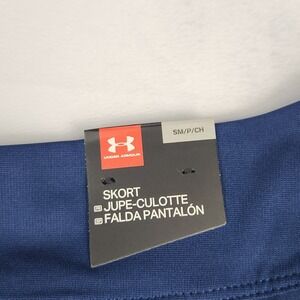 UNDER ARMOUR
SM/P/CH
SKORT
JUPE-CULOTTE
FALDA PANTALÓN